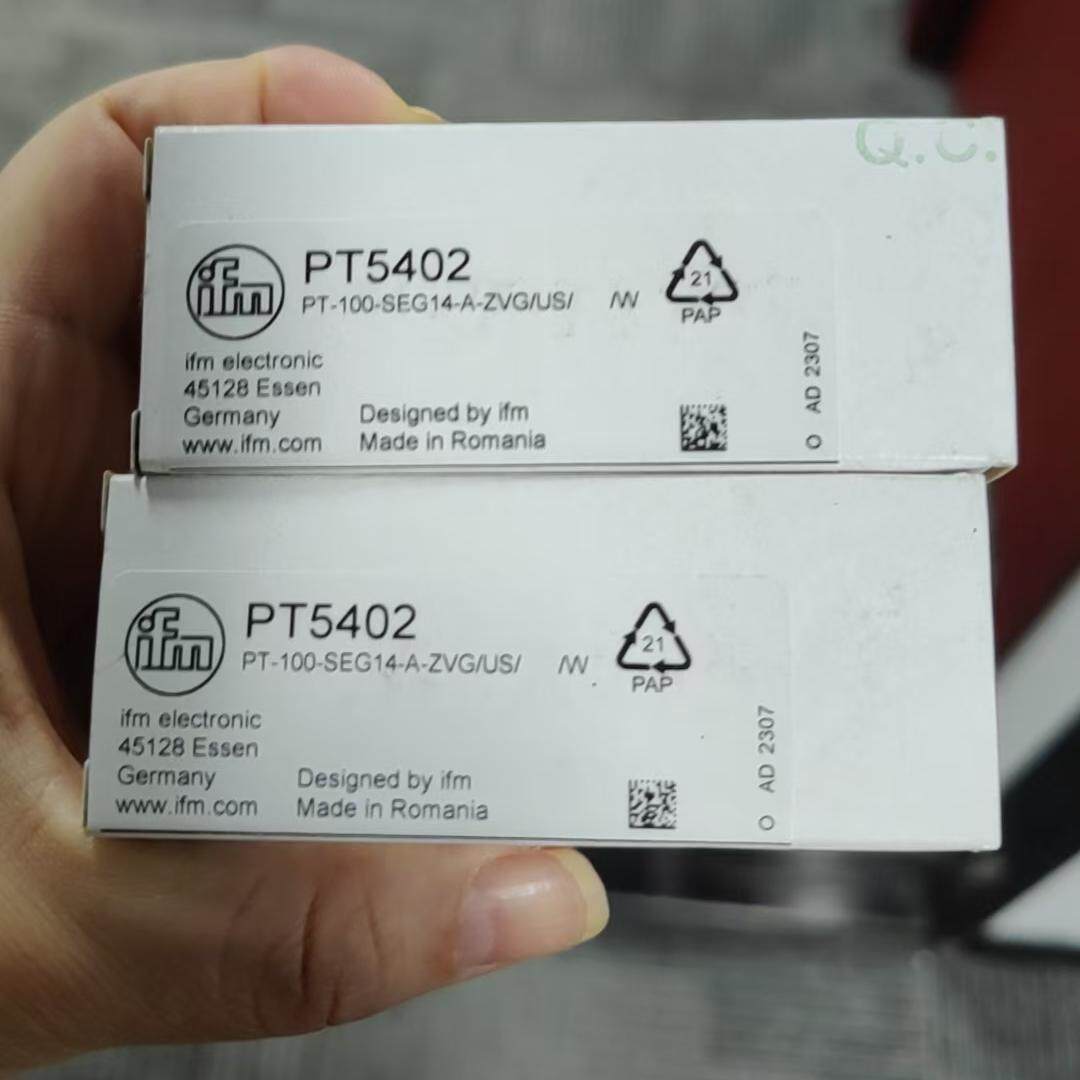 Q.C.
ifm
PT5402
PT-100-SEG14-A-ZVG/US/ /W
21
PAP
ifm electronic
45128 Essen
Germany
www.ifm.com
Designed by ifm
Made in Romania
O AD 2307
ifm
PT5402
PT-100-SEG14-A-ZVG/US/ /W
21
PAP
ifm electronic
45128 Essen
Germany
www.ifm.com
Designed by ifm
Made in Romania
O AD 2307